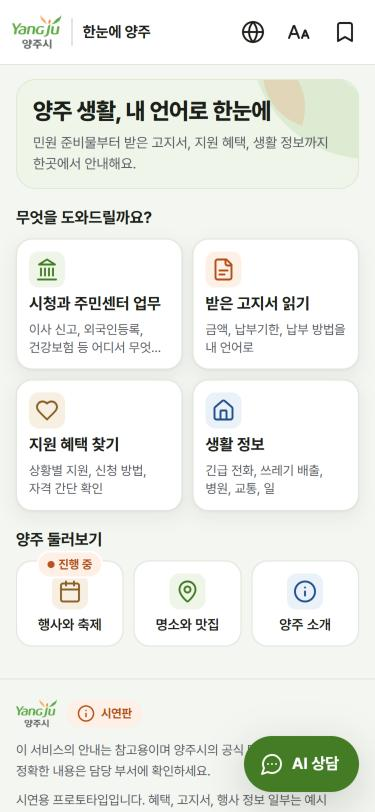 Yangju
양주시
한눈에 양주
AA
양주 생활, 내 언어로 한눈에
민원 준비물부터 받은 고지서, 지원 혜택, 생활 정보까지
한곳에서 안내해요.
무엇을 도와드릴까요?
시청과 주민센터 업무
이사 신고, 외국인등록,
건강보험 등 어디서 무엇...
받은 고지서 읽기
금액, 납부기한, 납부 방법을
내 언어로
지원 혜택 찾기
상황별 지원, 신청 방법,
자격 간단 확인
생활 정보
긴급 전화, 쓰레기 배출,
병원, 교통, 일
양주 둘러보기
진행 중
행사와 축제
명소와 맛집
양주 소개
Yangju
양주시
시연판
이 서비스의 안내는 참고용이며 양주시의 공식
정확한 내용은 담당 부서에 확인하세요.
AI 상담
시연용 프로토타입입니다. 혜택, 고지서, 행사 정보 일부는 예시